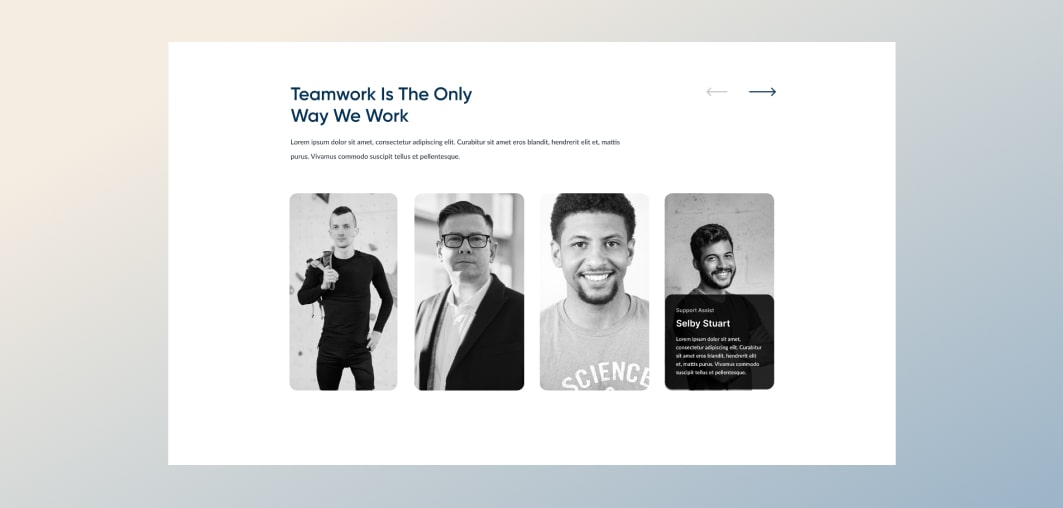 Teamwork Is The Only
Way We Work
Lorem ipsum dolor sit amet, consectetur adipiscing elit. Curabitur sit amet eros blandit, hendrerit elit et, mattis
purus. Vivamus commodo suscipit tellus et pellentesque.
SCIENCE
Support Assist
Selby Stuart
Lorem ipsum dolor sit amet,
consectetur adipiscing elit. Curabitur
sit amet eros blandit, hendrerit elit
et, mattis purus. Vivamus commodo
suscipit tellus et pellentesque.